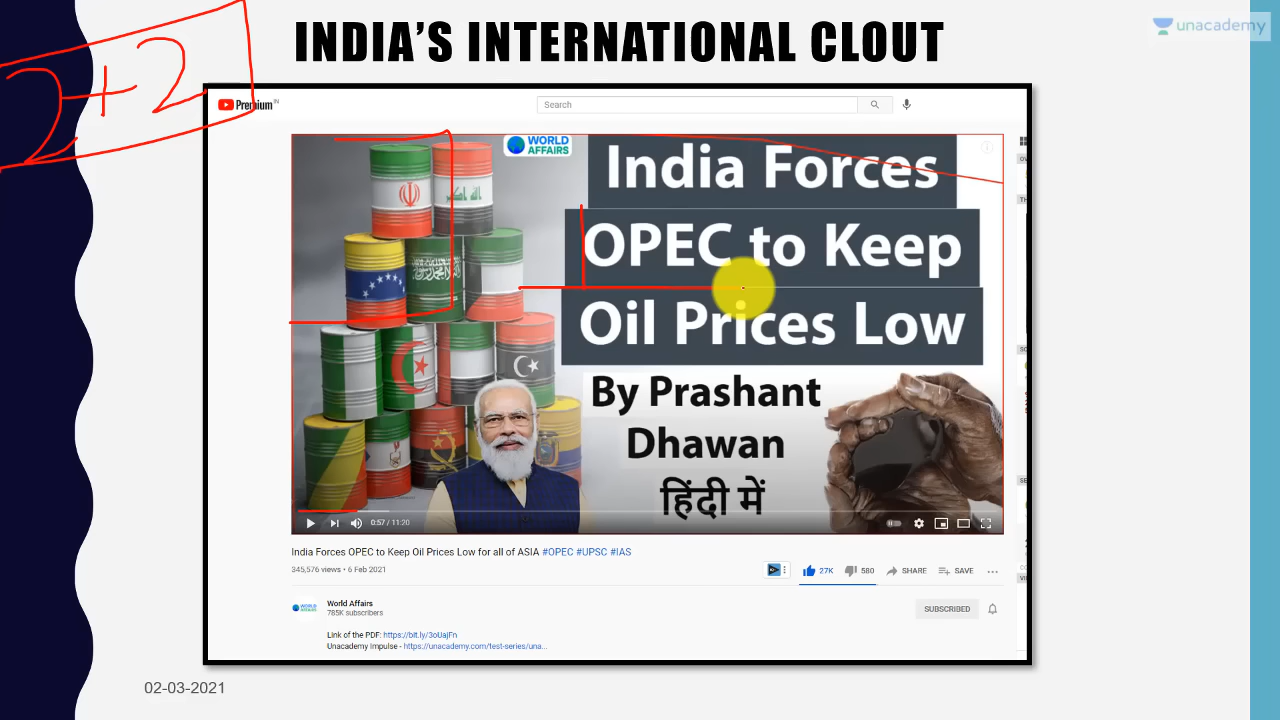 INDIA'S INTERNATIONAL CLOUT
unacademy
2+2
Premium IN
Search
WORLD
AFFAIRS
India Forces
OPEC to Keep
Oil Prices Low
By Prashant
Dhawan
हिंदी में
0:57 / 11:20
India Forces OPEC to Keep Oil Prices Low for all of ASIA #OPEC #UPSC #IAS
345,576 views • 6 Feb 2021
27K 580 SHARE SAVE
World Affairs
785K subscribers
SUBSCRIBED
Link of the PDF: https://bit.ly/3oUajFn
Unacademy Impulse - https://unacademy.com/test-series/una...
02-03-2021